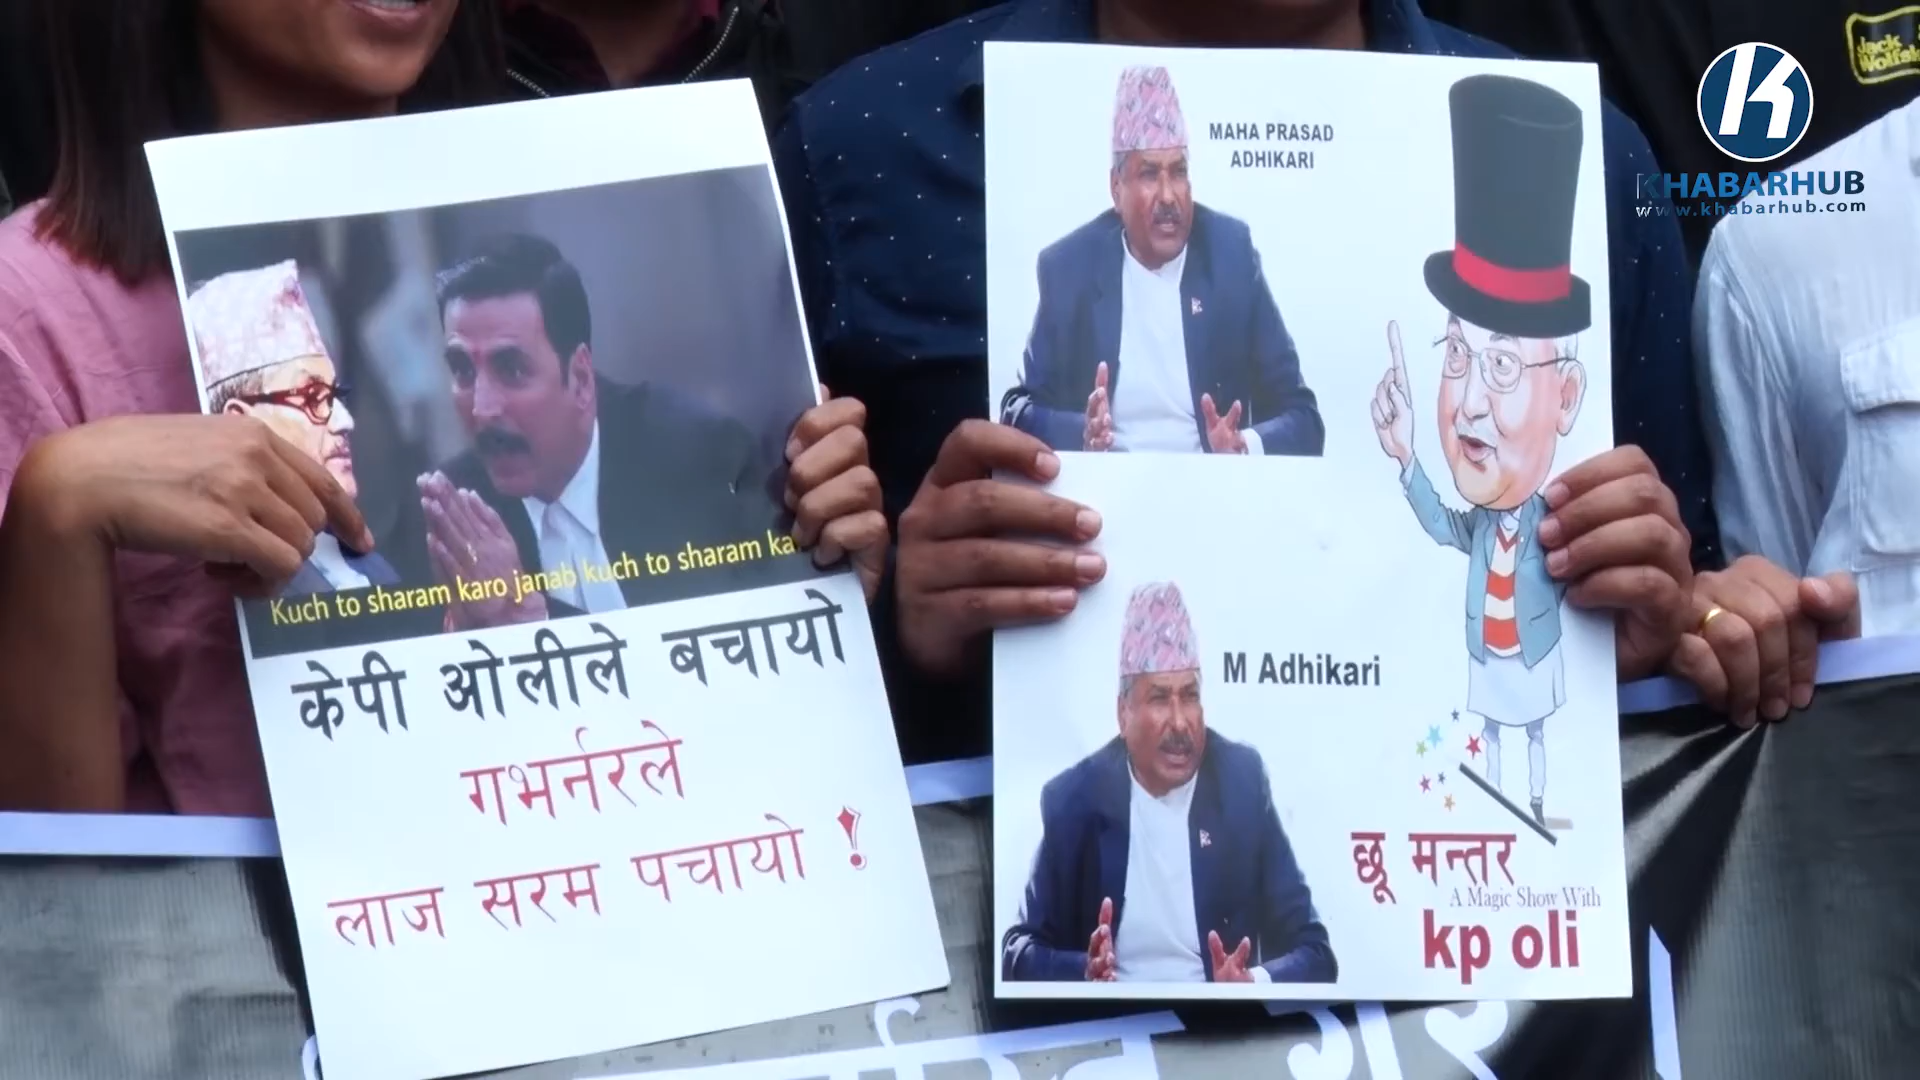 Kuch to sharam karo janab kuch to sharam ka
केपी ओलीले बचायो
गभर्नरले
लाज सरम पचायो !
MAHA PRASAD
ADHIKARI
M Adhikari
छू मन्तर
A Magic Show With
kp oli
Jack
KHABARHUB
www.khabarhub.com